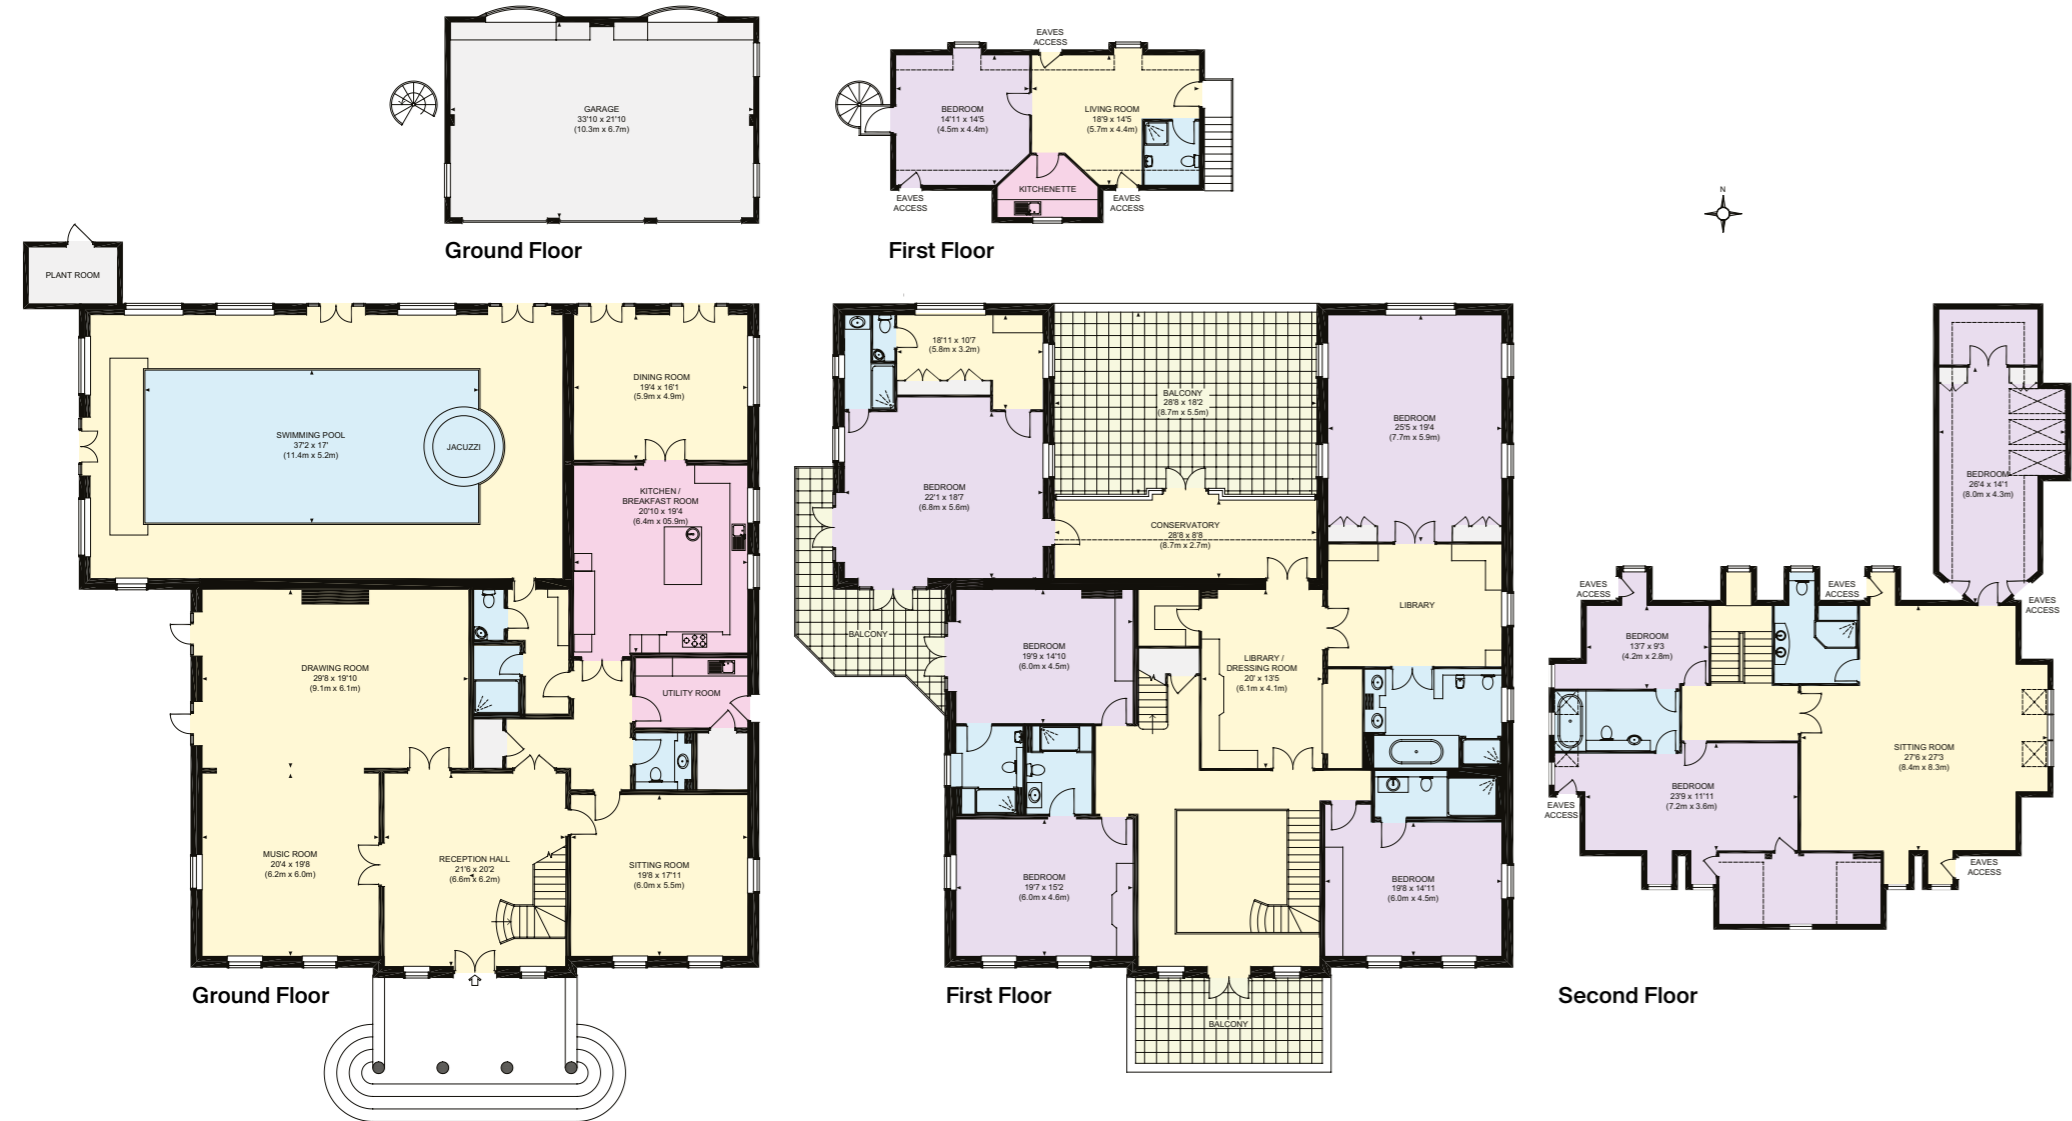 GARAGE
33'10 x 21'10
(10.3m x 6.7m)
Ground Floor
EAVES
ACCESS
BEDROOM
14'11 x 14'5
(4.5m x 4.4m)
LIVING ROOM
18'9 x 14'5
(5.7m x 4.4m)
KITCHENETTE
EAVES
ACCESS
EAVES
ACCESS
First Floor
N
PLANT ROOM
SWIMMING POOL
37'2 x 17'
(11.4m x 5.2m)
JACUZZI
DINING ROOM
19'4 x 16'1
(5.9m x 4.9m)
KITCHEN /
BREAKFAST ROOM
20'10 x 19'4
(6.4m x 05.9m)
UTILITY ROOM
DRAWING ROOM
29'8 x 19'10
(9.1m x 6.1m)
MUSIC ROOM
20'4 x 19'8
(6.2m x 6.0m)
RECEPTION HALL
21'6 x 20'2
(6.6m x 6.2m)
SITTING ROOM
19'8 x 17'11
(6.0m x 5.5m)
Ground Floor
18'11 x 10'7
(5.8m x 3.2m)
BALCONY
28'8 x 18'2
(8.7m x 5.5m)
BEDROOM
25'5 x 19'4
(7.7m x 5.9m)
BEDROOM
22'1 x 18'7
(6.8m x 5.6m)
CONSERVATORY
28'8 x 8'8
(8.7m x 2.7m)
LIBRARY
BALCONY
BEDROOM
19'9 x 14'10
(6.0m x 4.5m)
LIBRARY /
DRESSING ROOM
20' x 13'5
(6.1m x 4.1m)
BEDROOM
19'7 x 15'2
(6.0m x 4.6m)
BEDROOM
19'8 x 14'11
(6.0m x 4.5m)
BALCONY
First Floor
BEDROOM
26'4 x 14'1
(8.0m x 4.3m)
EAVES
ACCESS
EAVES
ACCESS
EAVES
ACCESS
BEDROOM
13'7 x 9'3
(4.2m x 2.8m)
SITTING ROOM
27'6 x 27'3
(8.4m x 8.3m)
BEDROOM
23'9 x 11'11
(7.2m x 3.6m)
EAVES
ACCESS
EAVES
ACCESS
Second Floor